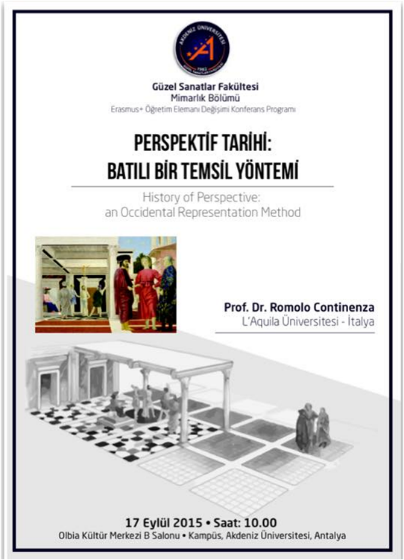 AKDENİZ ÜNİVERSİTESİ
1982
Güzel Sanatlar Fakültesi
Mimarlık Bölümü
Erasmus+ Öğretim Elemanı Değişimi Konferans Programı
PERSPEKTİF TARİHİ:
BATILI BİR TEMSİL YÖNTEMİ
History of Perspective:
an Occidental Representation Method
Prof. Dr. Romolo Continenza
L'Aquila Üniversitesi - İtalya
17 Eylül 2015 • Saat: 10.00
Olbia Kültür Merkezi B Salonu • Kampüs, Akdeniz Üniversitesi, Antalya